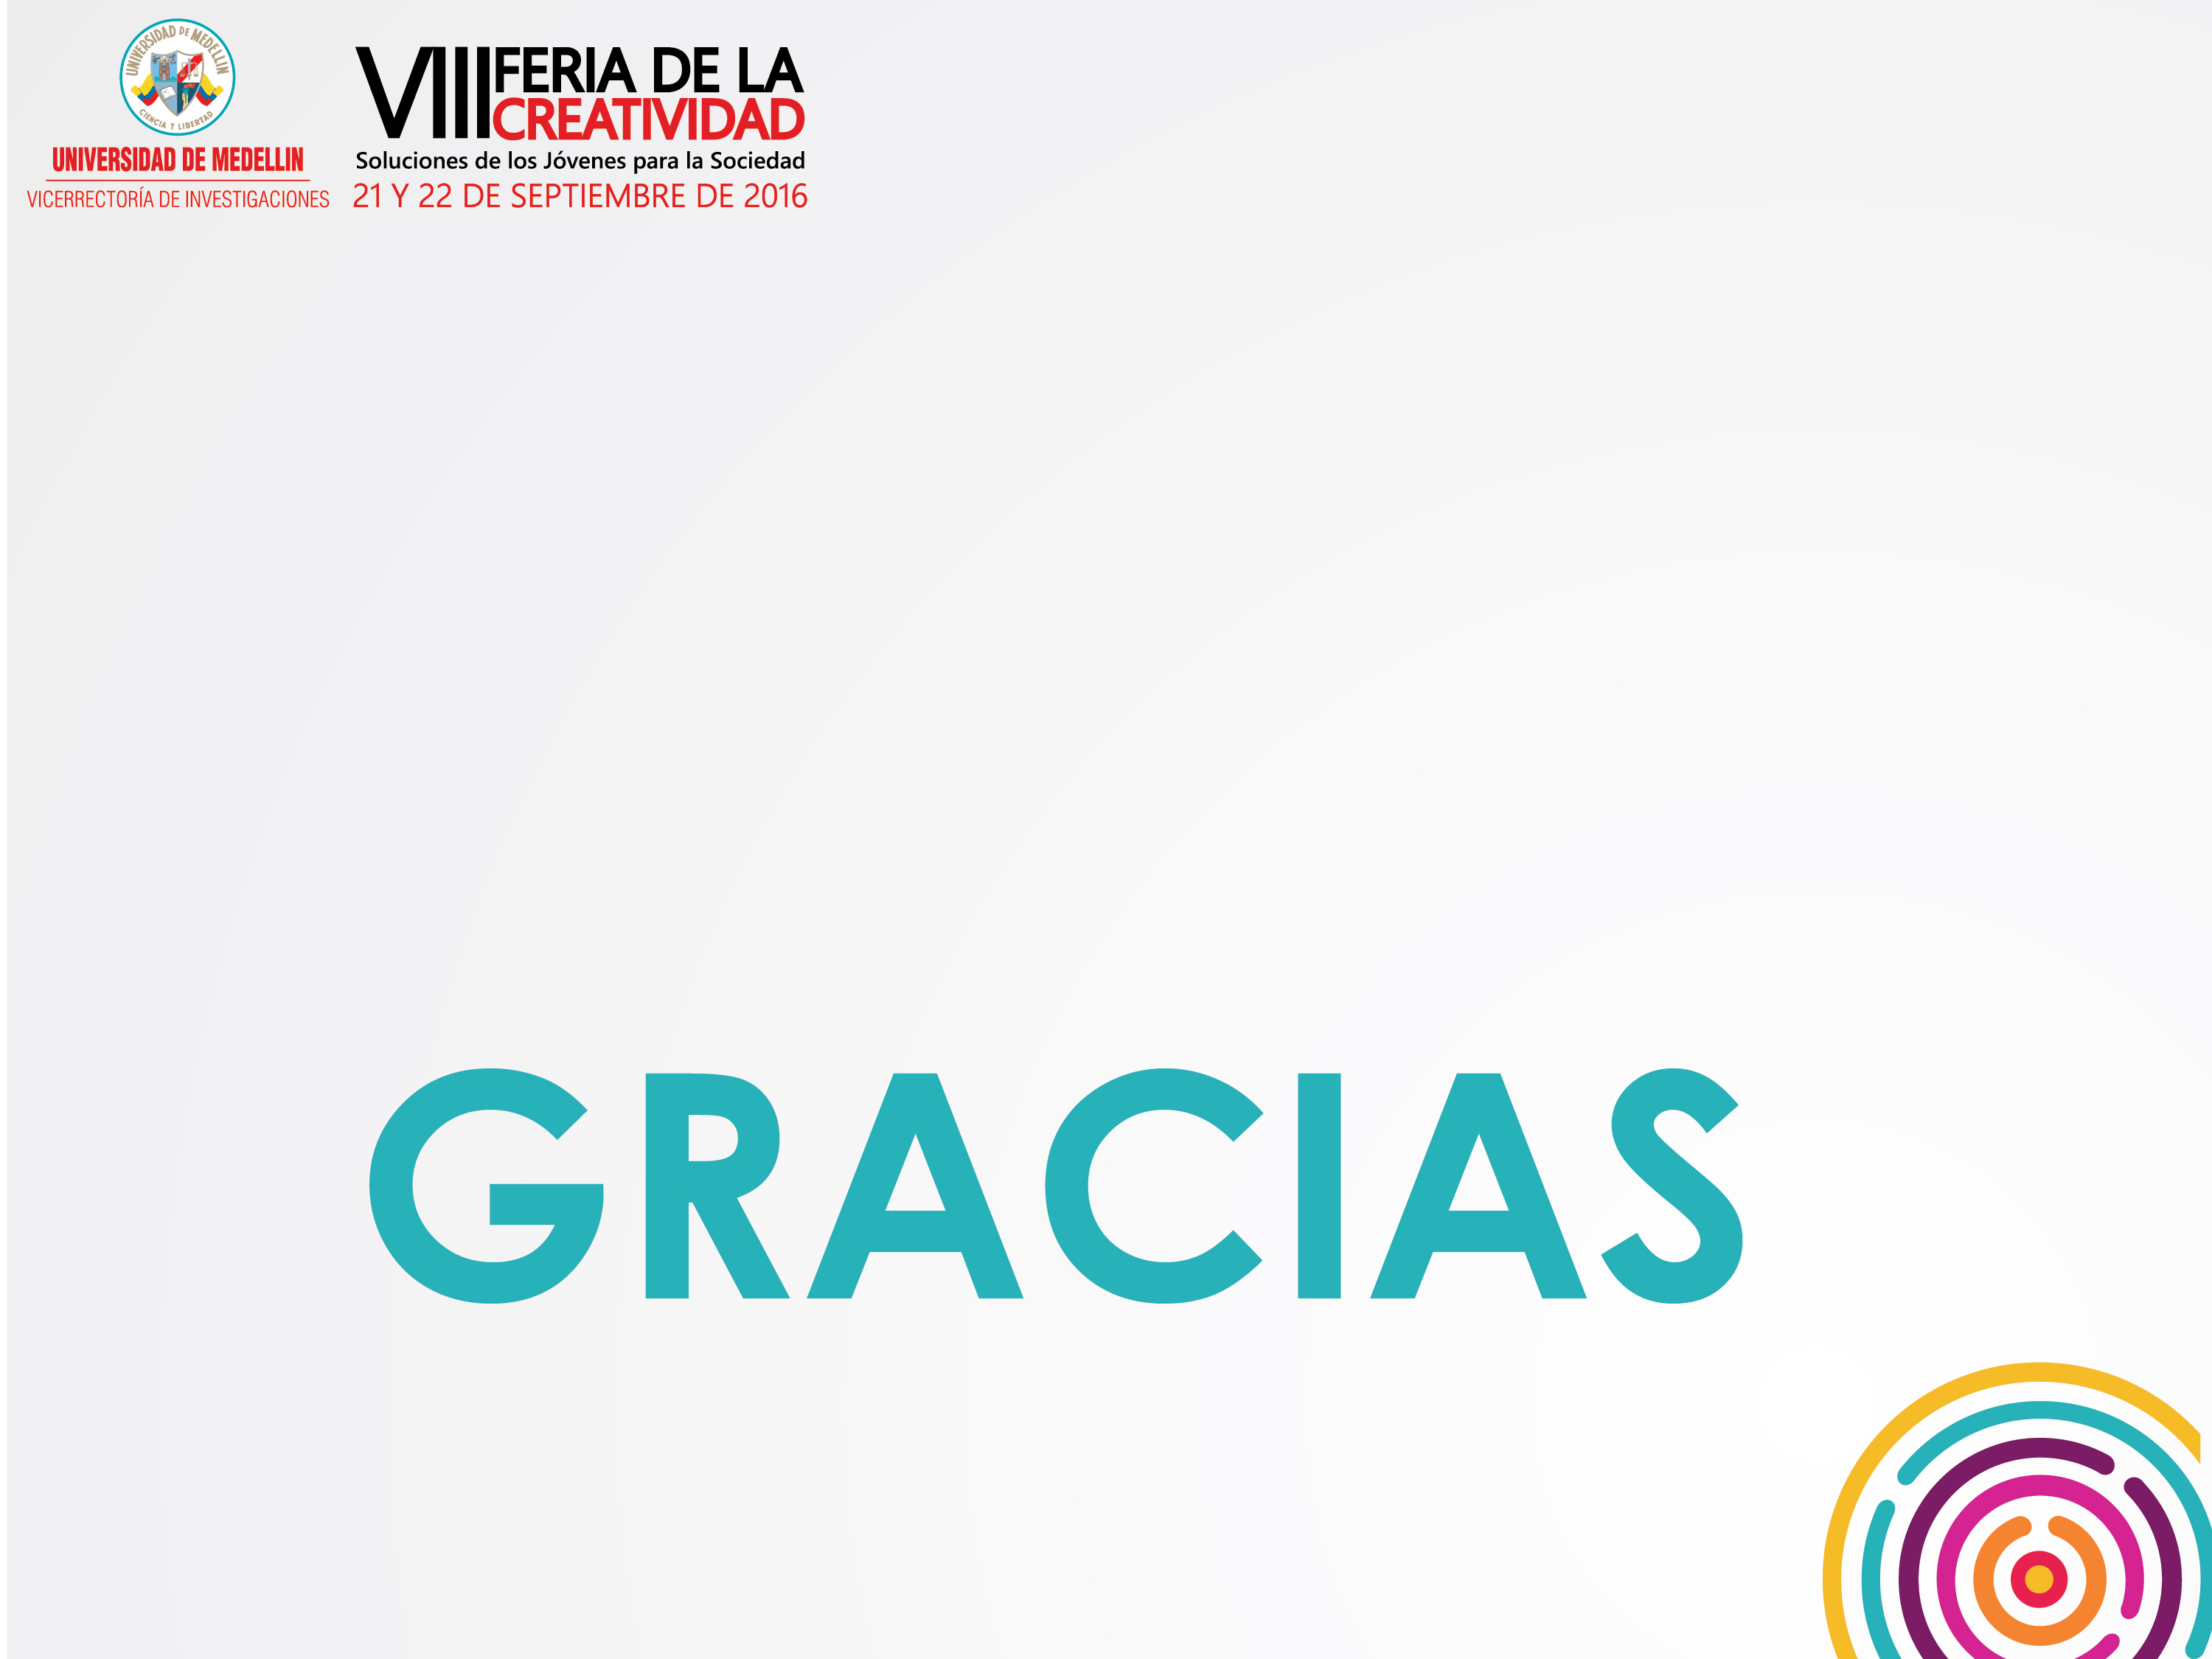 UNIVERSIDAD DE MEDELLIN
CIENCIA Y LIBERTAD
UNIVERSIDAD DE MEDELLIN
VICERRECTORÍA DE INVESTIGACIONES
VIII FERIA DE LA
CREATIVIDAD
Soluciones de los Jóvenes para la Sociedad
21 Y 22 DE SEPTIEMBRE DE 2016
GRACIAS